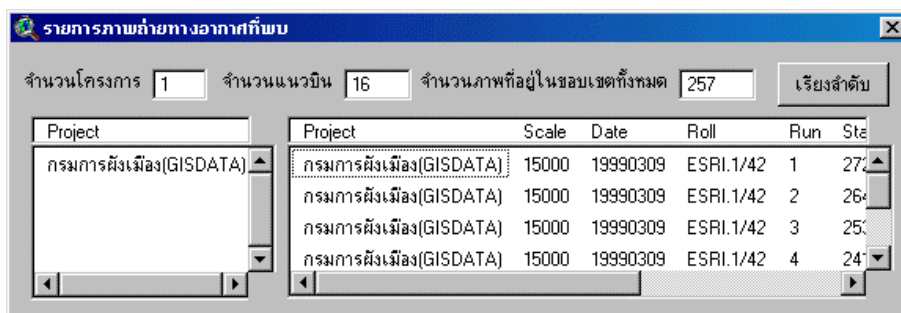 รายการภาพถ่ายทางอากาศที่พบ
จำนวนโครงการ 1 จำนวนแนวบิน 16 จำนวนภาพที่อยู่ในขอบเขตทั้งหมด 257 เรียงลำดับ
Project Project Scale Date Roll Run Sta
กรมการผังเมือง(GISDATA) กรมการผังเมือง(GISDATA) 15000 19990309 ESRI.1/42 1 272
กรมการผังเมือง(GISDATA) 15000 19990309 ESRI.1/42 2 264
กรมการผังเมือง(GISDATA) 15000 19990309 ESRI.1/42 3 253
กรมการผังเมือง(GISDATA) 15000 19990309 ESRI.1/42 4 241